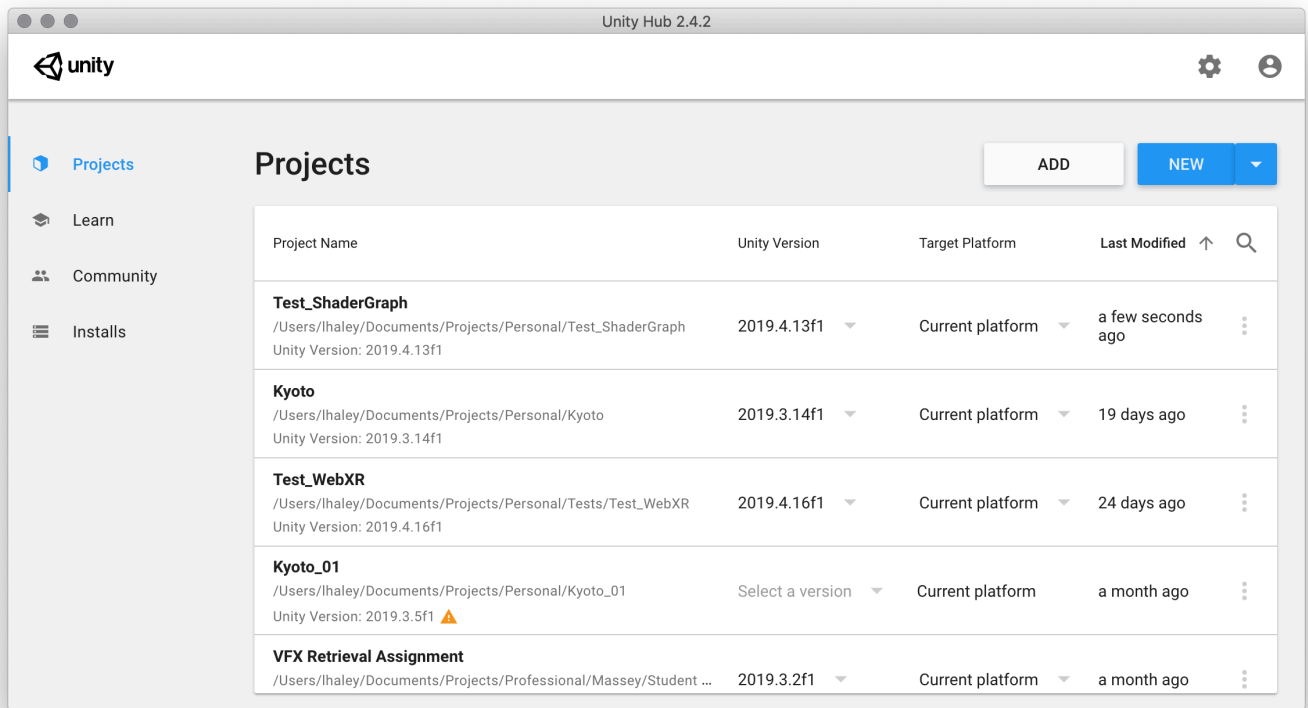 Unity Hub 2.4.2
unity
Projects
Learn
Community
Installs
Projects
ADD
NEW
Project Name
Unity Version
Target Platform
Last Modified
Test_ShaderGraph
/Users/lhaley/Documents/Projects/Personal/Test_ShaderGraph
Unity Version: 2019.4.13f1
2019.4.13f1
Current platform
a few seconds
ago
Kyoto
/Users/lhaley/Documents/Projects/Personal/Kyoto
Unity Version: 2019.3.14f1
2019.3.14f1
Current platform
19 days ago
Test_WebXR
/Users/lhaley/Documents/Projects/Personal/Tests/Test_WebXR
Unity Version: 2019.4.16f1
2019.4.16f1
Current platform
24 days ago
Kyoto_01
/Users/lhaley/Documents/Projects/Personal/Kyoto_01
Unity Version: 2019.3.5f1
Select a version
Current platform
a month ago
VFX Retrieval Assignment
/Users/lhaley/Documents/Projects/Professional/Massey/Student ...
2019.3.2f1
Current platform
a month ago